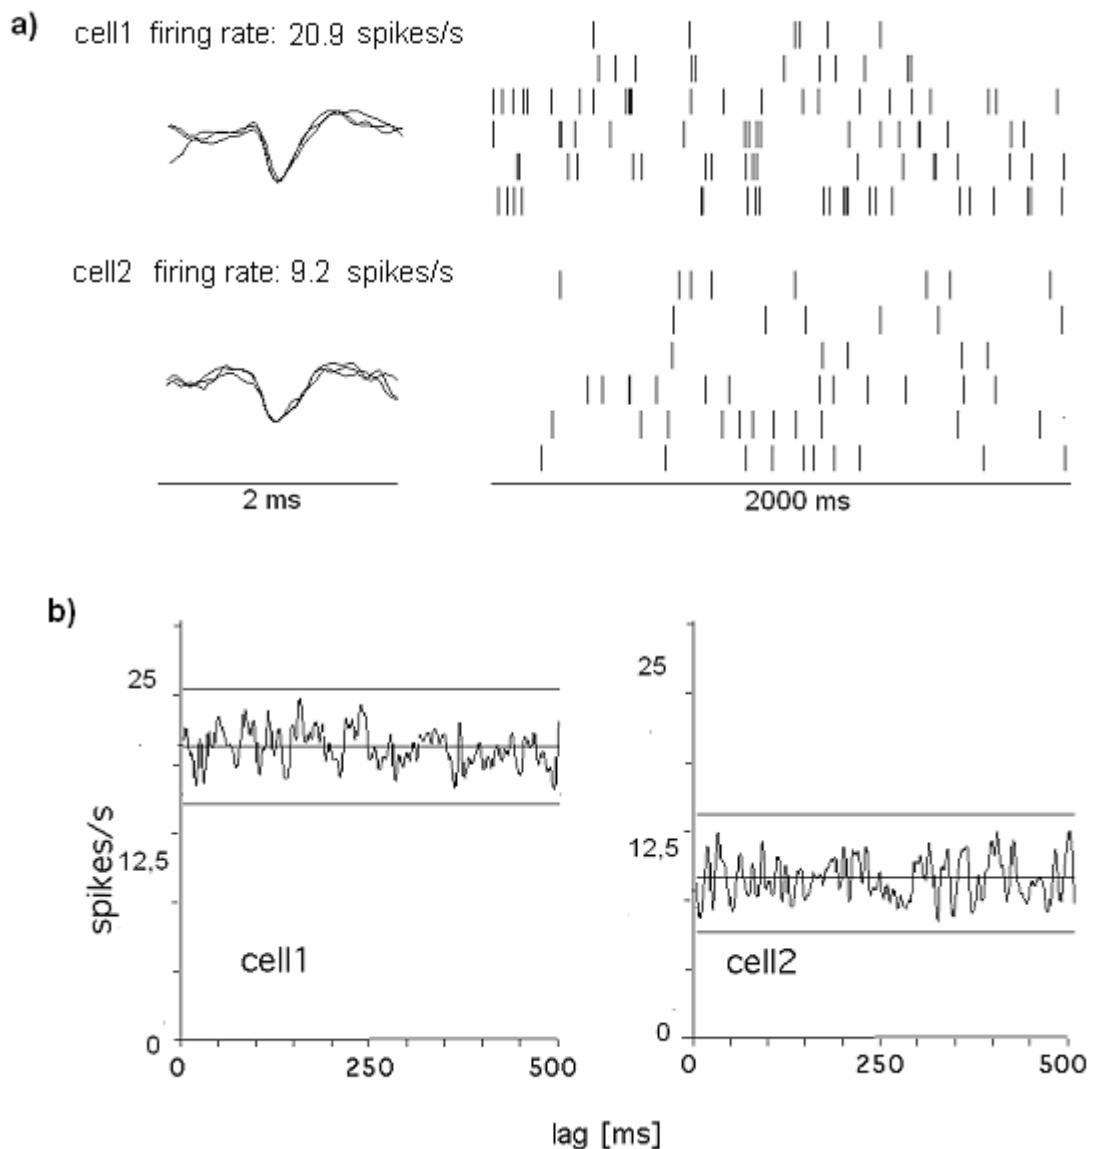 a) cell1 firing rate: 20.9 spikes/s
cell2 firing rate: 9.2 spikes/s
2 ms
2000 ms
b)
25
12,5
0
spikes/s
cell1
0 250 500
25
12,5
0
cell2
0 250 500
lag [ms]